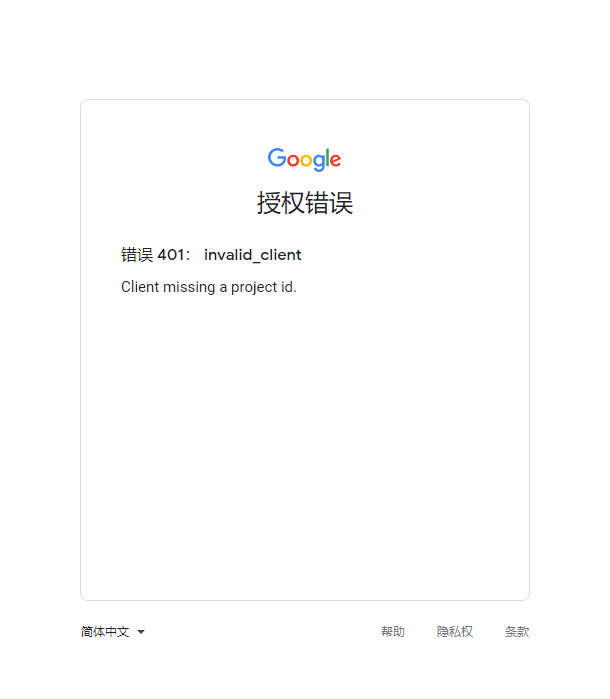 Google
授权错误
错误 401： invalid_client
Client missing a project id.
简体中文
帮助 隐私权 条款